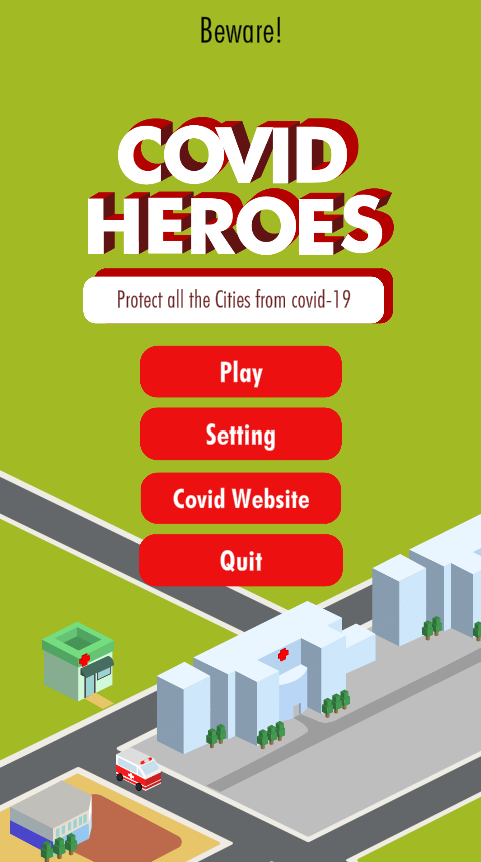 Beware!
COVID
HEROES
Protect all the Cities from covid-19
Play
Setting
Covid Website
Quit